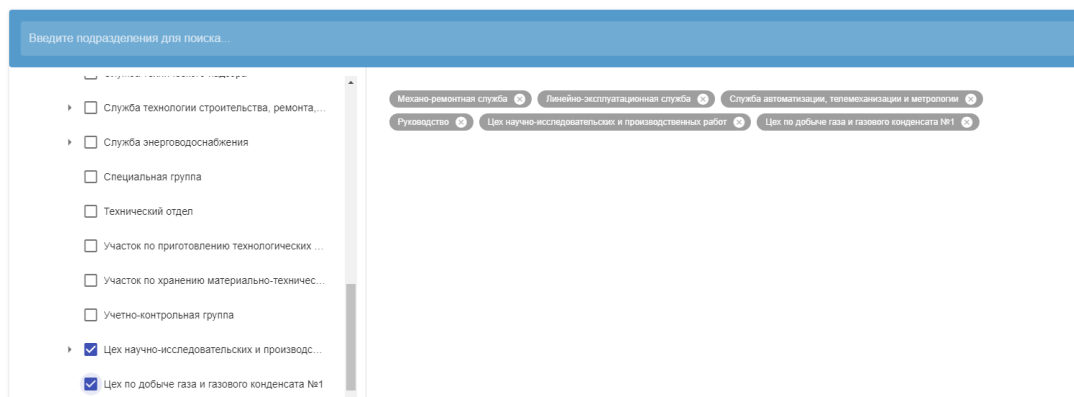 Введите подразделения для поиска...
Служба технологии строительства, ремонта,...
Служба энерговодоснабжения
Специальная группа
Технический отдел
Участок по приготовлению технологических ...
Участок по хранению материально-техничес...
Учетно-контрольная группа
Цех научно-исследовательских и производс...
Цех по добыче газа и газового конденсата №1
Механо-ремонтная служба Линейно-эксплуатационная служба Служба автоматизации, телемеханизации и метрологии
Руководство Цех научно-исследовательских и производственных работ Цех по добыче газа и газового конденсата №1